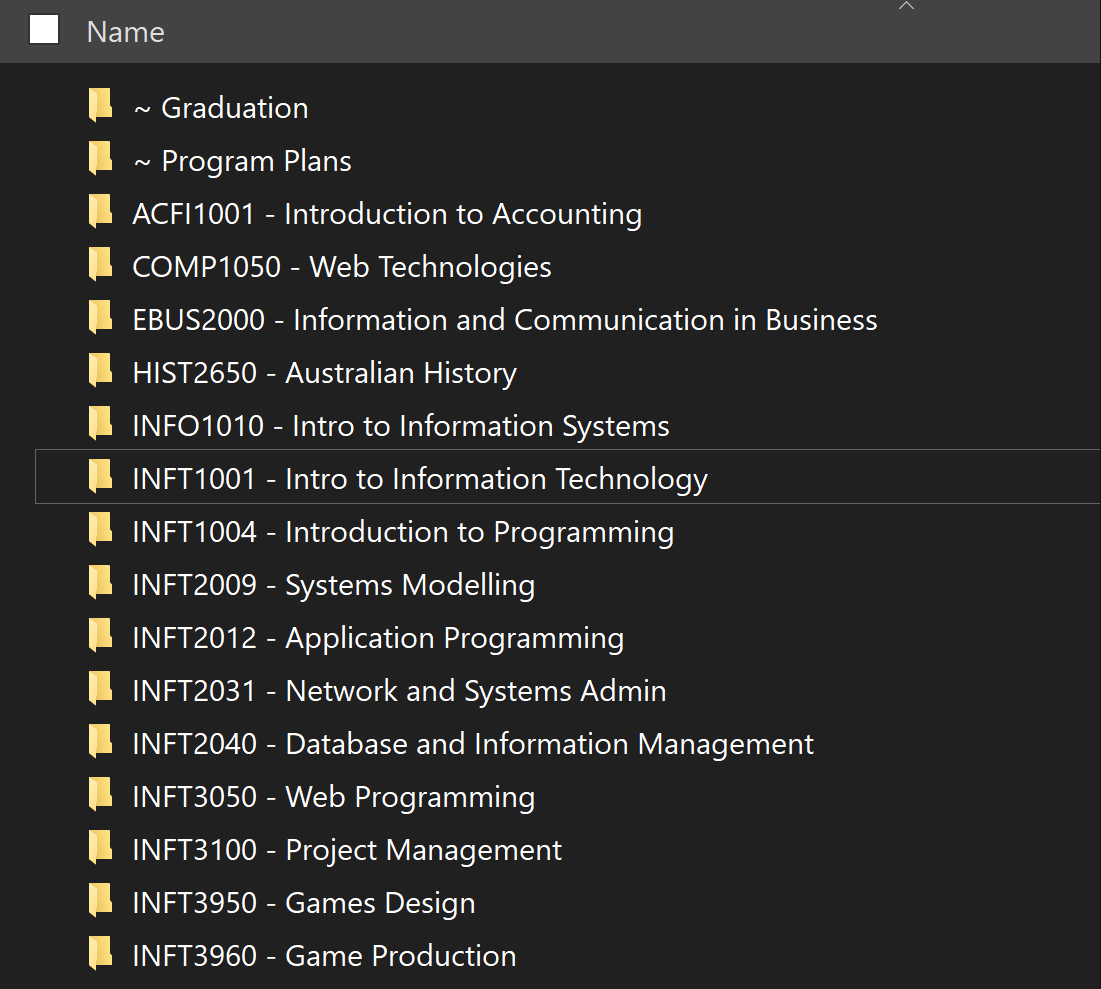 Name
~ Graduation
~ Program Plans
ACFI1001 - Introduction to Accounting
COMP1050 - Web Technologies
EBUS2000 - Information and Communication in Business
HIST2650 - Australian History
INFO1010 - Intro to Information Systems
INFT1001 - Intro to Information Technology
INFT1004 - Introduction to Programming
INFT2009 - Systems Modelling
INFT2012 - Application Programming
INFT2031 - Network and Systems Admin
INFT2040 - Database and Information Management
INFT3050 - Web Programming
INFT3100 - Project Management
INFT3950 - Games Design
INFT3960 - Game Production